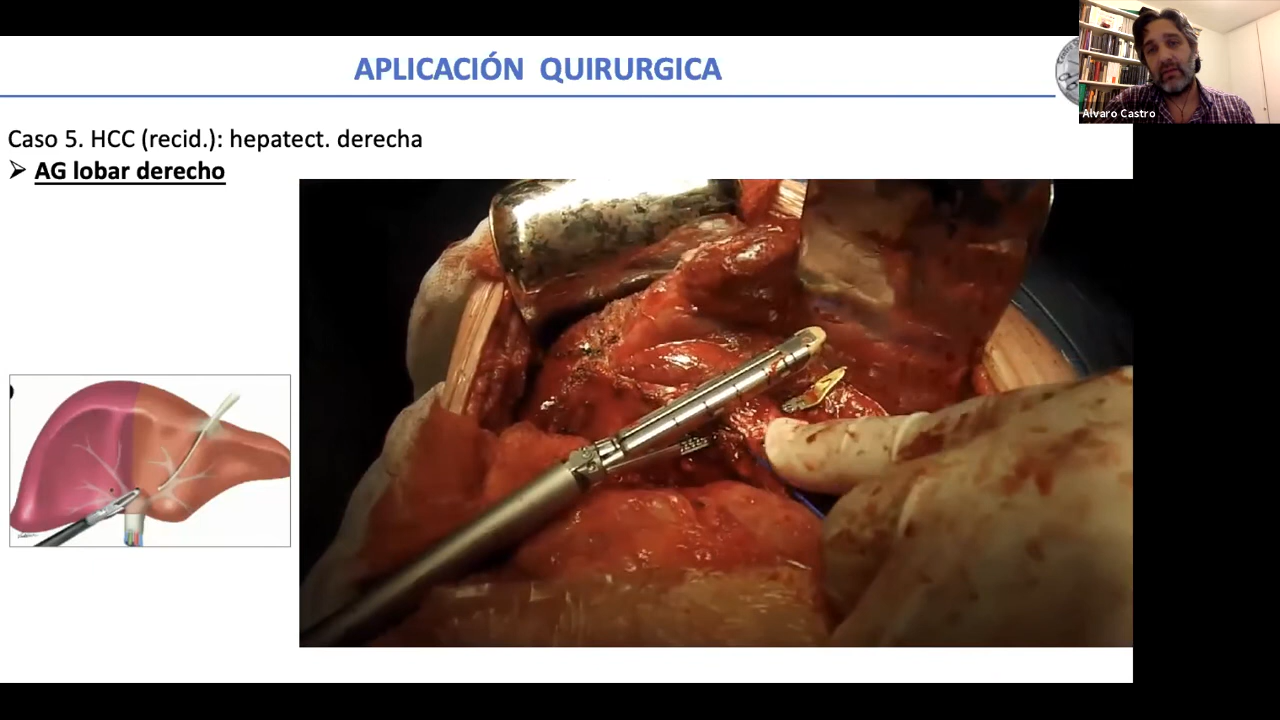 APLICACIÓN QUIRURGICA
Alvaro Castro
Caso 5. HCC (recid.): hepatect. derecha
➢ AG lobar derecho